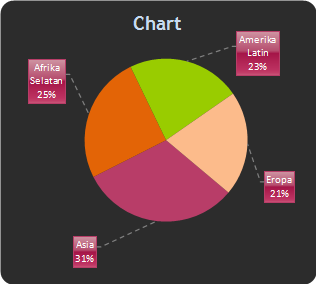 Chart
Amerika
Latin
23%
Afrika
Selatan
25%
Eropa
21%
Asia
31%